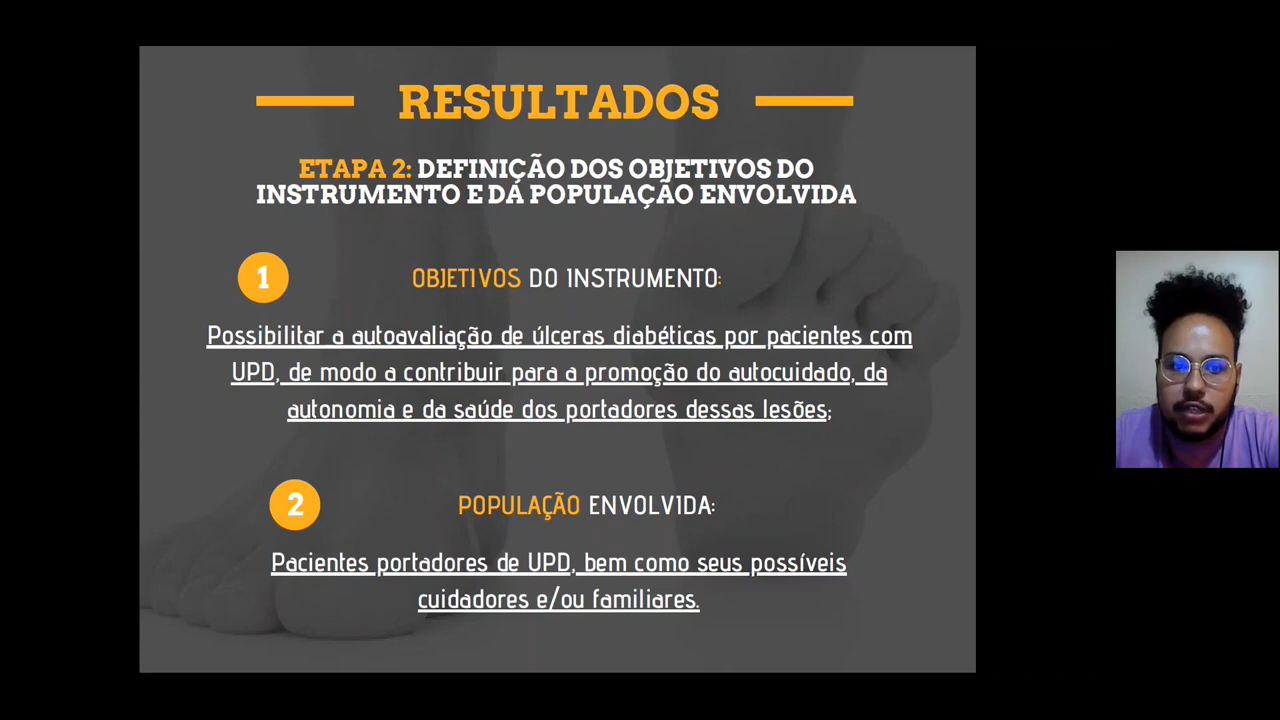 RESULTADOS
ETAPA 2: DEFINIÇÃO DOS OBJETIVOS DO
INSTRUMENTO E DA POPULAÇÃO ENVOLVIDA
1
OBJETIVOS DO INSTRUMENTO:
Possibilitar a autoavaliação de úlceras diabéticas por pacientes com
UPD, de modo a contribuir para a promoção do autocuidado, da
autonomia e da saúde dos portadores dessas lesões;
2
POPULAÇÃO ENVOLVIDA:
Pacientes portadores de UPD, bem como seus possíveis
cuidadores e/ou familiares.